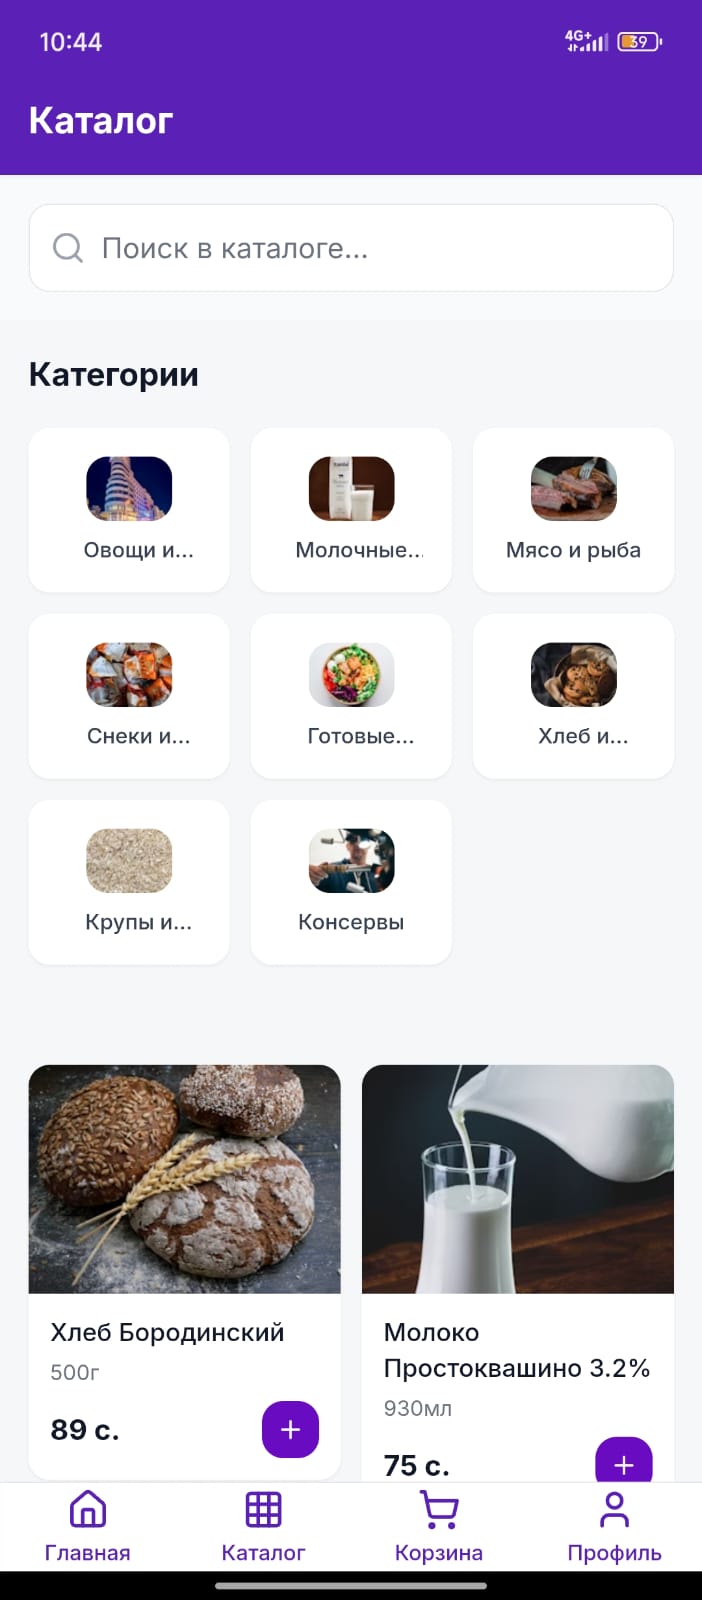 10:44
4G+
39
Каталог
Поиск в каталоге...
Категории
Овощи и...
Молочные...
Мясо и рыба
Снеки и...
Готовые...
Хлеб и...
Крупы и...
Консервы
Хлеб Бородинский
500г
89 с.
Молоко
Простоквашино 3.2%
930мл
75 с.
Главная
Каталог
Корзина
Профиль